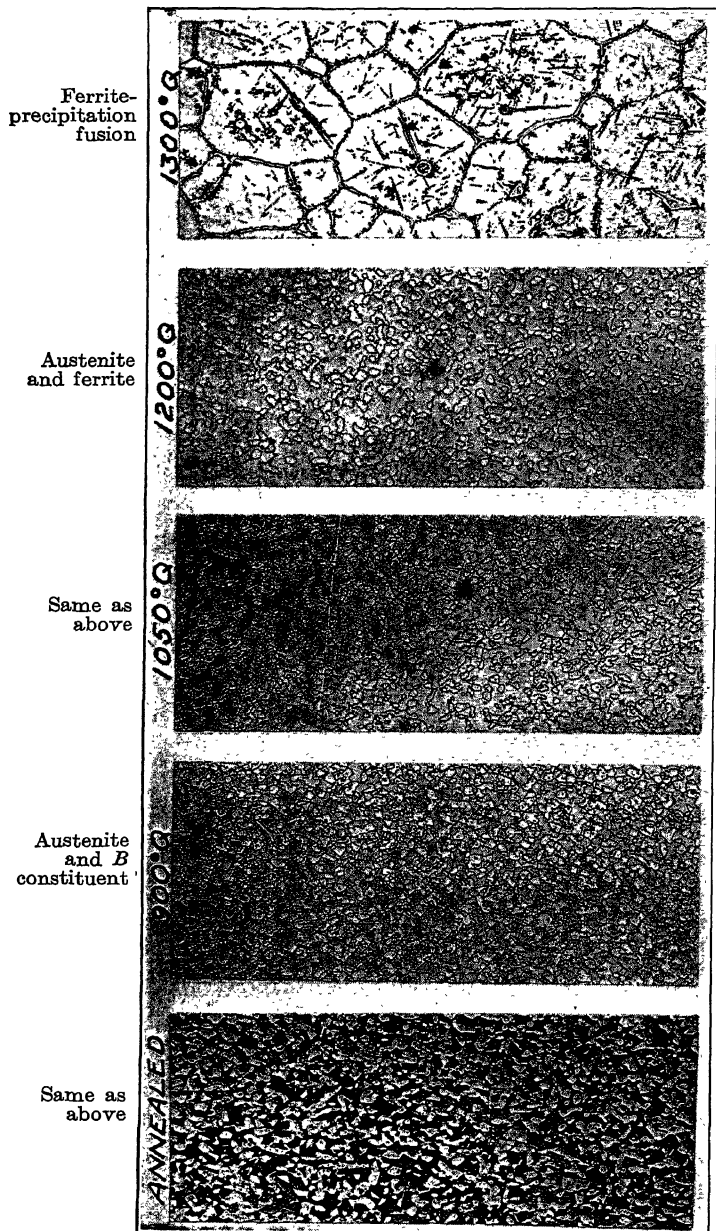 Ferrite-
precipitation
fusion
1300°Q
Austenite
and ferrite
1200°Q
Same as
above
1050°Q
Austenite
and B
constituent
900°Q
Same as
above
ANNEALED